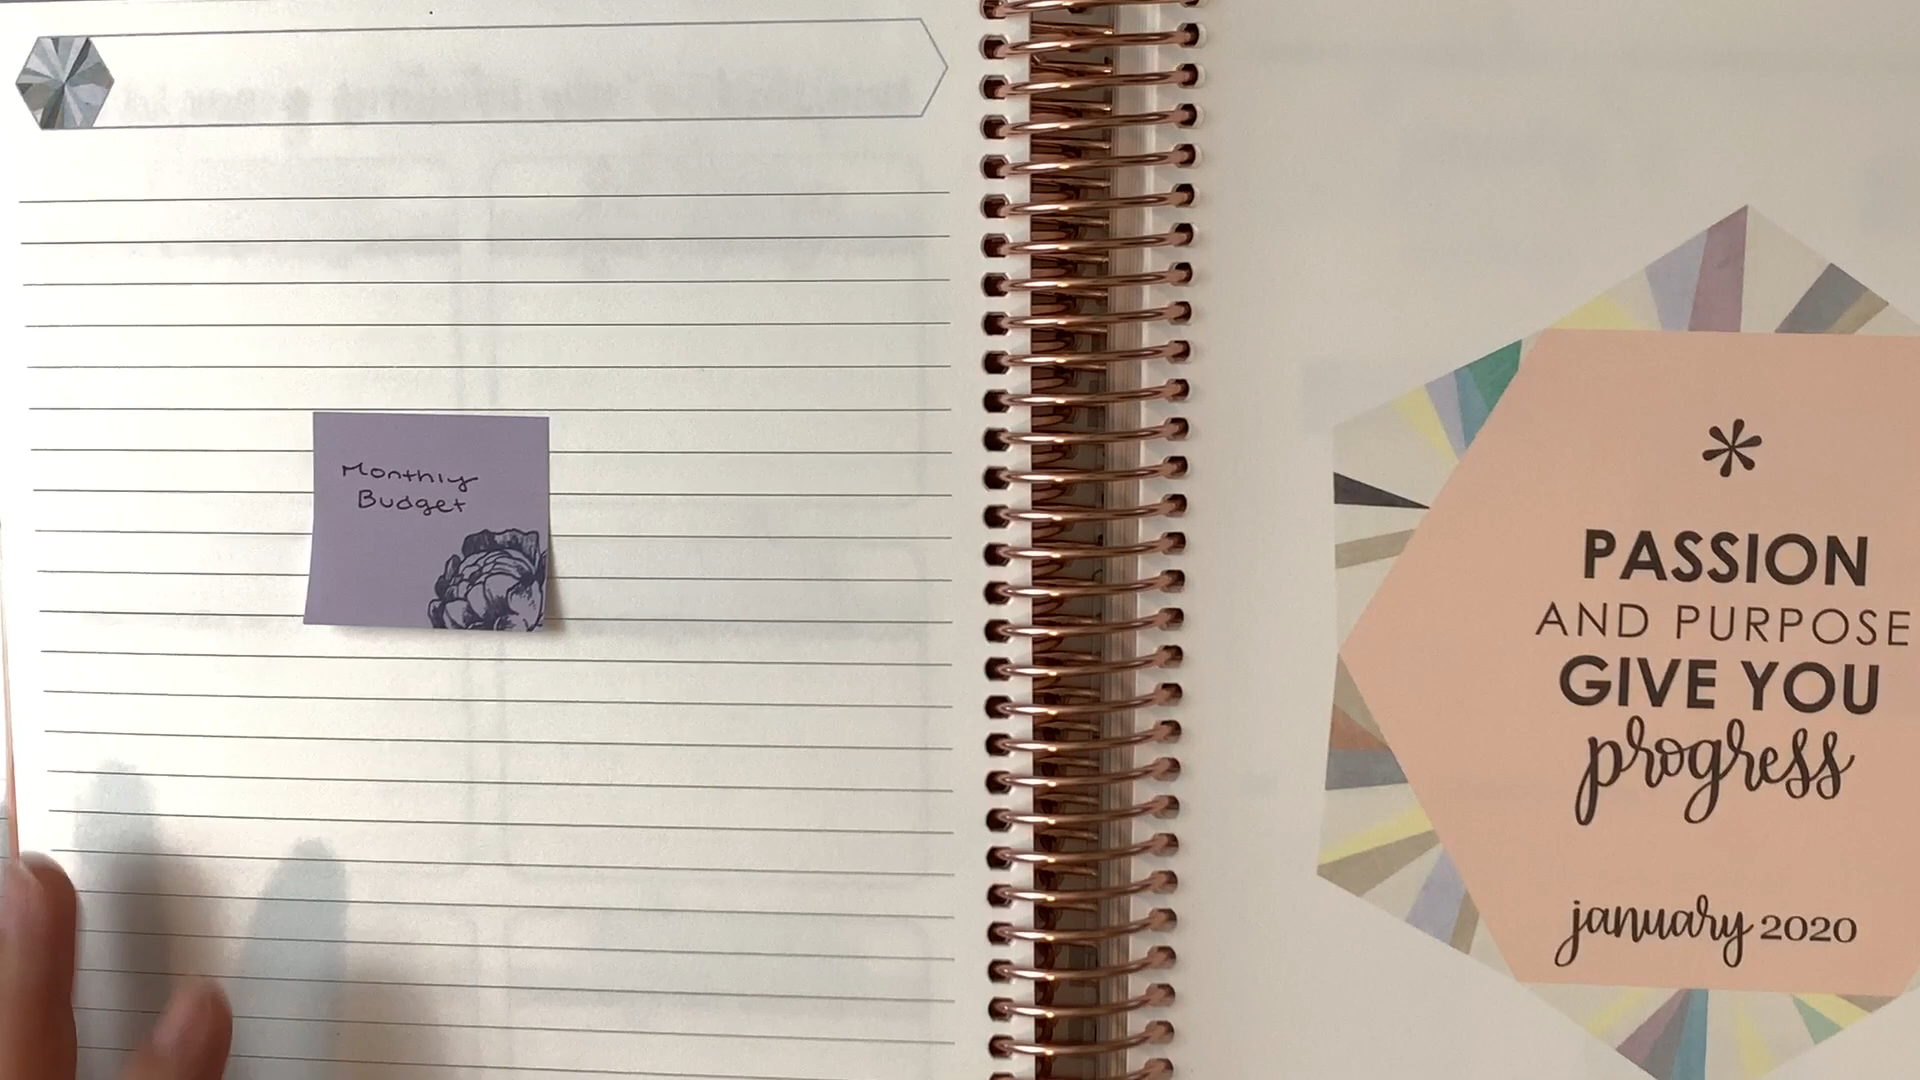 Monthly
Budget
*
PASSION
AND PURPOSE
GIVE YOU
progress
january 2020